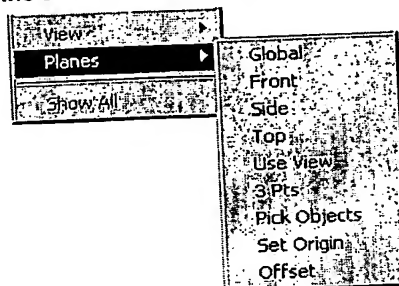 View
Planes
Show All
Global
Front
Side
Top
Use View
3 Pts
Pick Objects
Set Origin
Offset